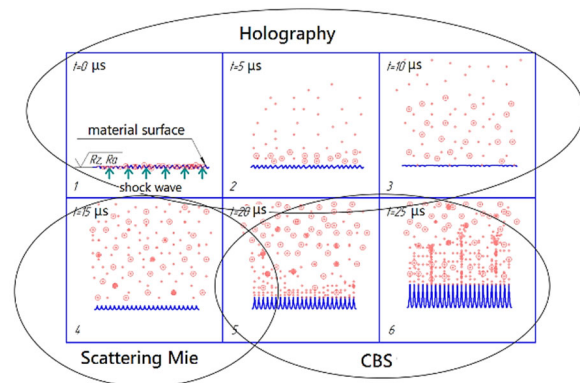 Holography
t=0 µs
t=5 µs
t=10 µs
material surface
Rz, Ra
shock wave
1
2
3
t=15 µs
t=20 µs
t=25 µs
4
5
6
Scattering Mie
CBS